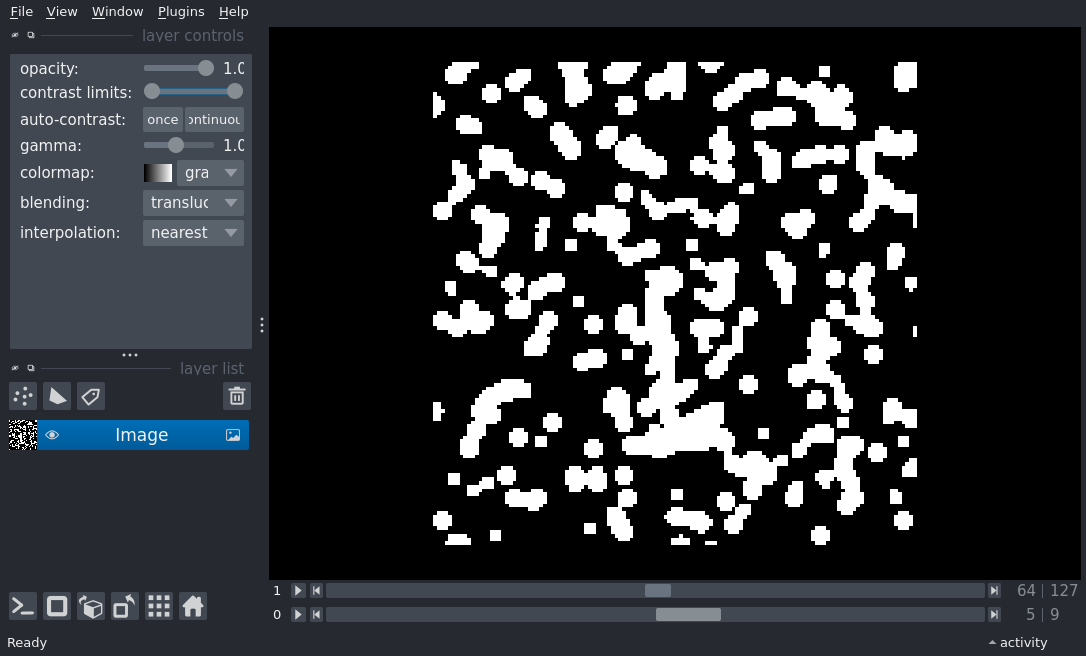 File View Window Plugins Help
layer controls
opacity: 1.0
contrast limits:
auto-contrast: once ontinuou
gamma: 1.0
colormap: gra
blending: transluc
interpolation: nearest
layer list
Image
1 64 | 127
0 5 | 9
Ready activity